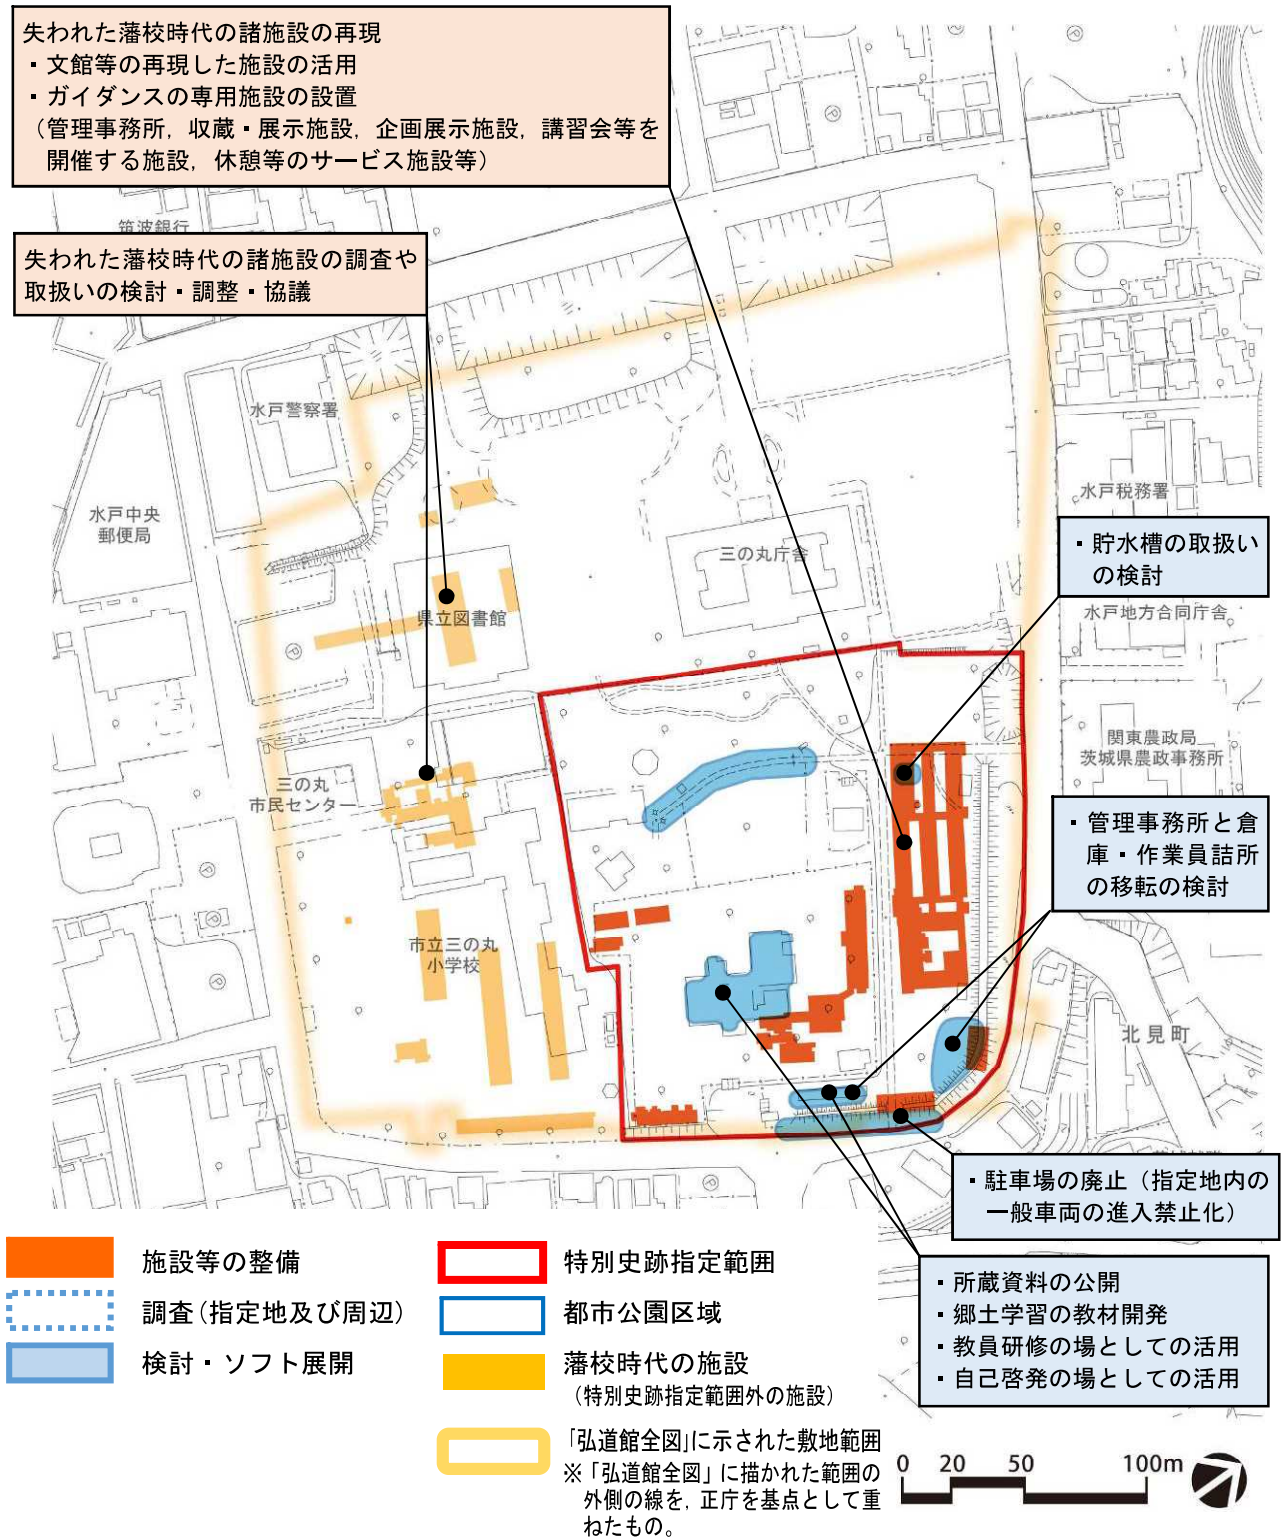 失われた藩校時代の諸施設の再現
・文館等の再現した施設の活用
・ガイダンスの専用施設の設置
（管理事務所，収蔵・展示施設，企画展示施設，講習会等を
開催する施設，休憩等のサービス施設等）
筑波銀行
失われた藩校時代の諸施設の調査や
取扱いの検討・調整・協議
水戸警察署
水戸中央
郵便局
水戸税務署
三の丸庁舎
・貯水槽の取扱い
の検討
県立図書館
水戸地方合同庁舎
関東農政局
茨城県農政事務所
三の丸
市民センター
・管理事務所と倉
庫・作業員詰所
の移転の検討
市立三の丸
小学校
北見町
・駐車場の廃止（指定地内の
一般車両の進入禁止化）
・所蔵資料の公開
・郷土学習の教材開発
・教員研修の場としての活用
・自己啓発の場としての活用
施設等の整備
調査（指定地及び周辺）
検討・ソフト展開
特別史跡指定範囲
都市公園区域
藩校時代の施設
（特別史跡指定範囲外の施設）
「弘道館全図」に示された敷地範囲
※「弘道館全図」に描かれた範囲の
外側の線を，正庁を基点として重
ねたもの。
0 20 50 100m